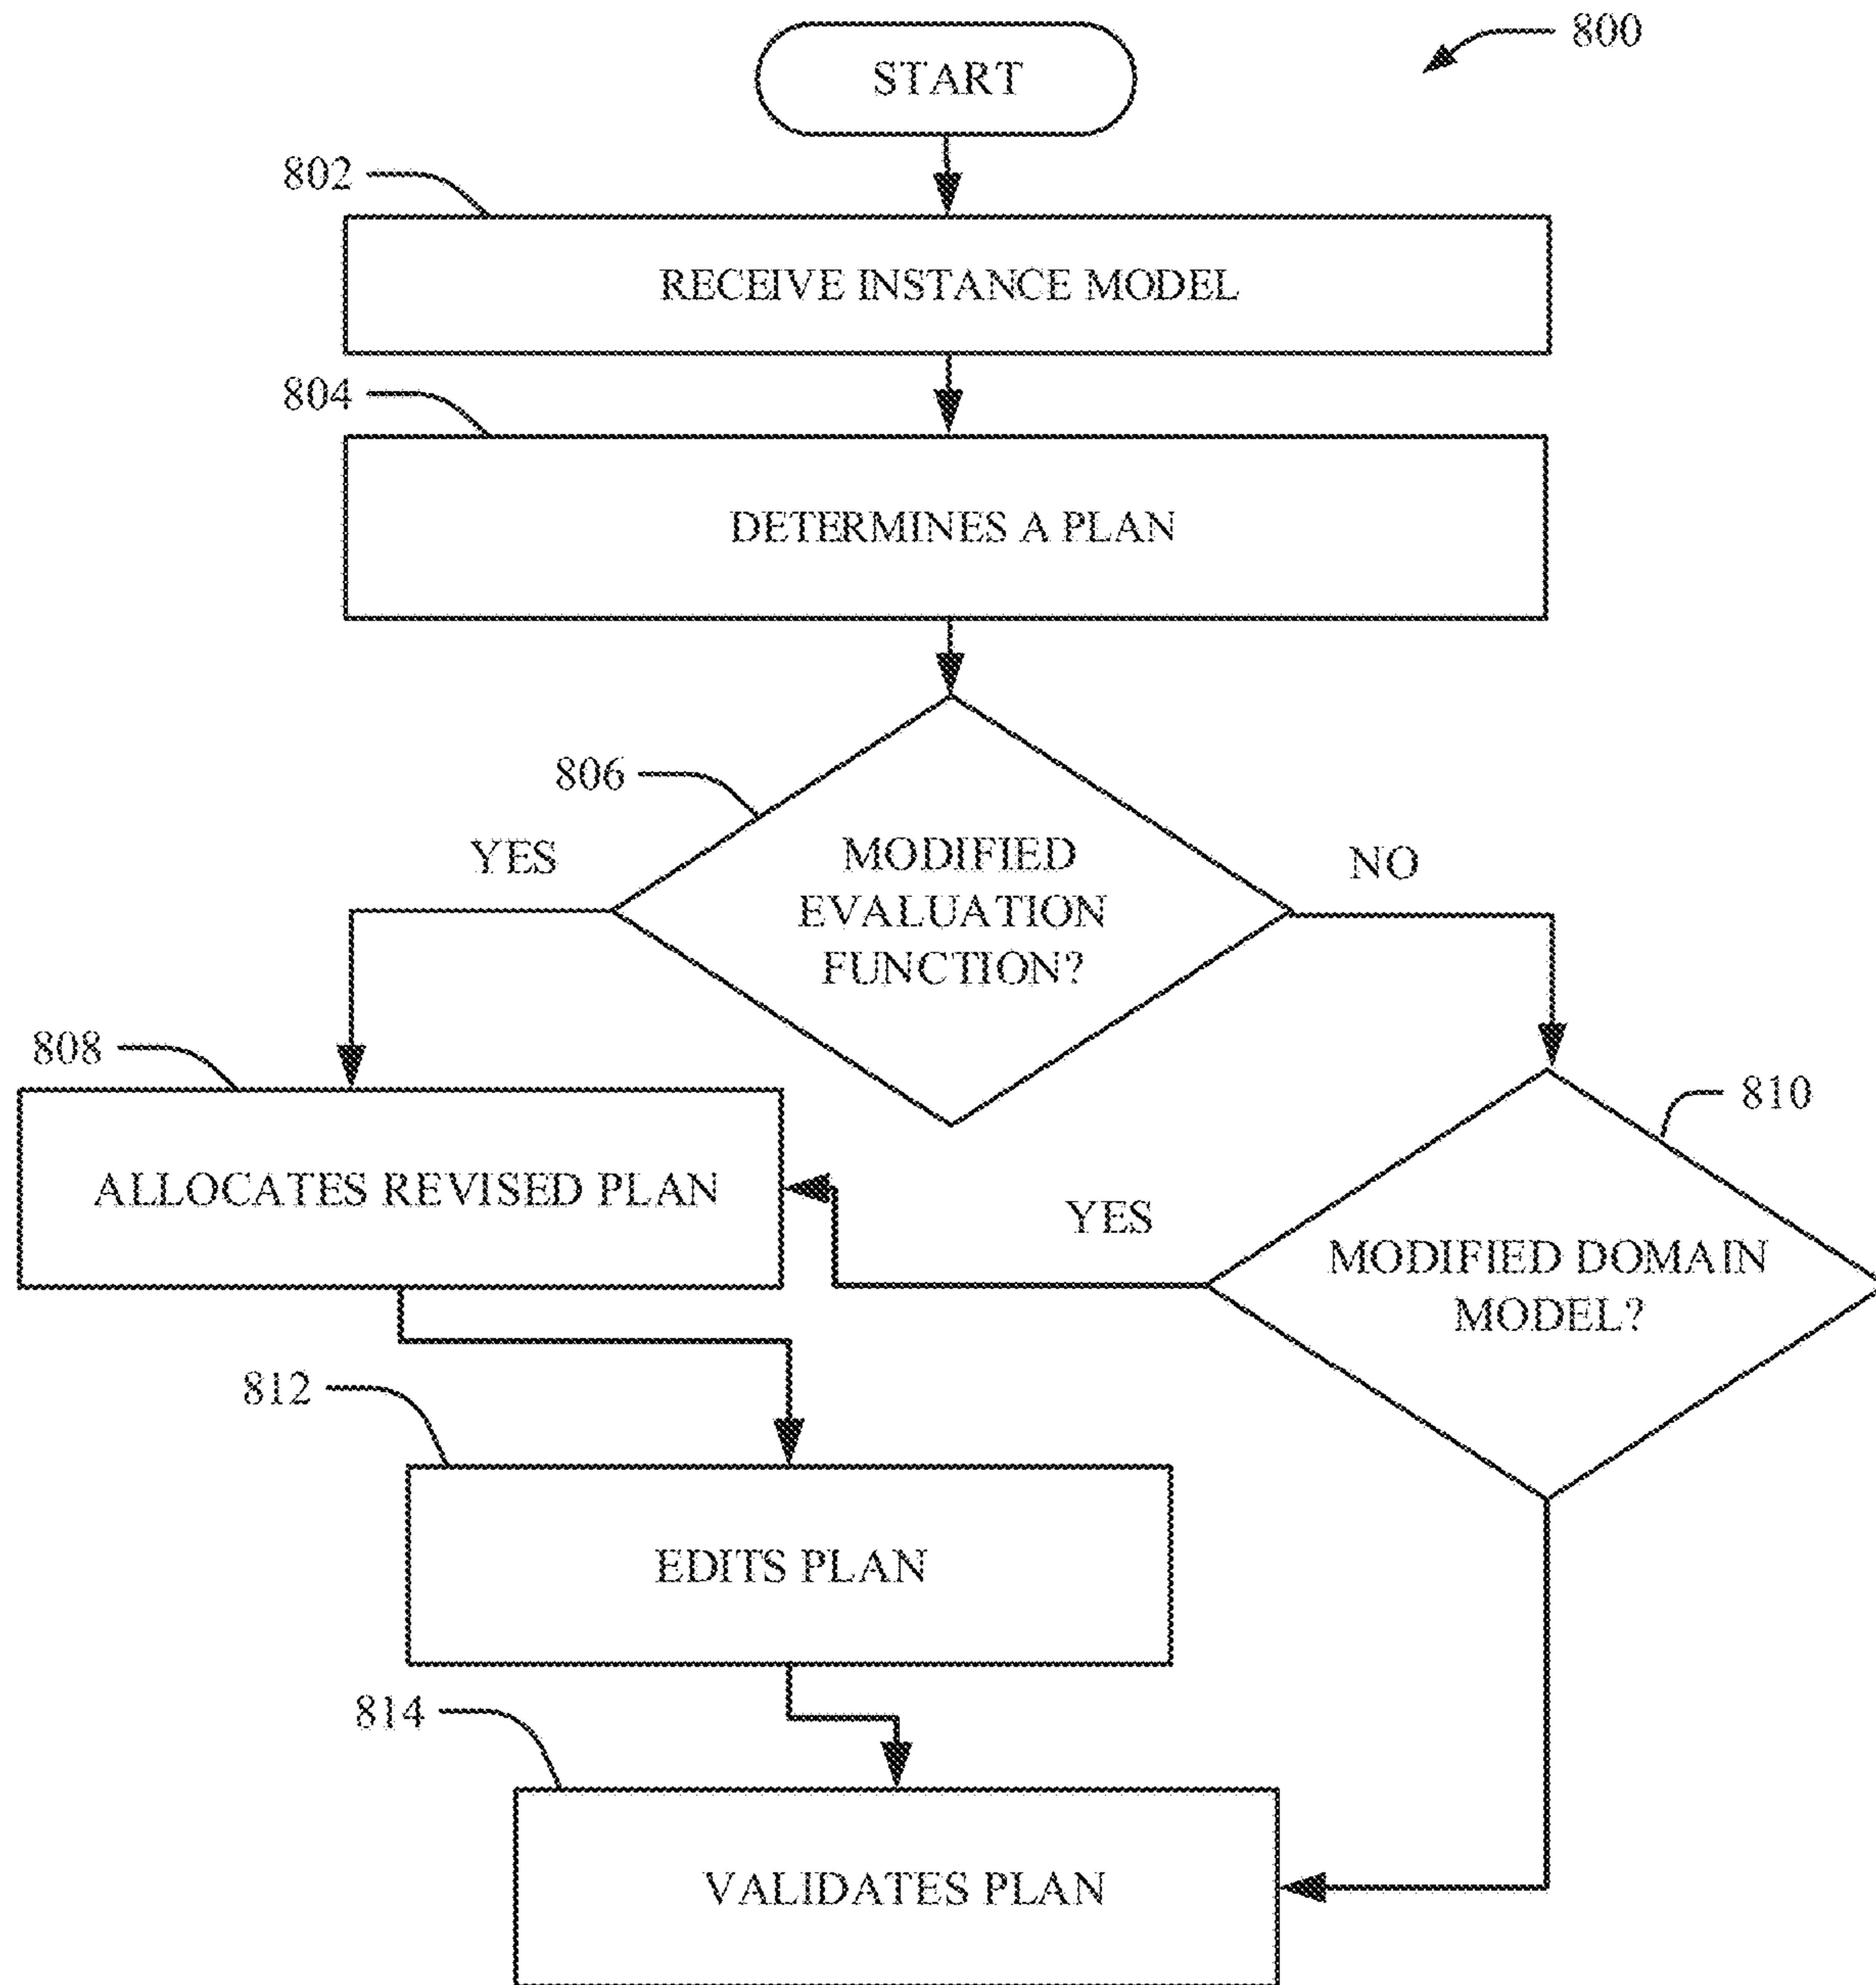 800
START
802
RECEIVE INSTANCE MODEL
804
DETERMINES A PLAN
806
YES
MODIFIED
EVALUATION
FUNCTION?
NO
808
ALLOCATES REVISED PLAN
810
YES
MODIFIED DOMAIN
MODEL?
812
EDITS PLAN
814
VALIDATES PLAN